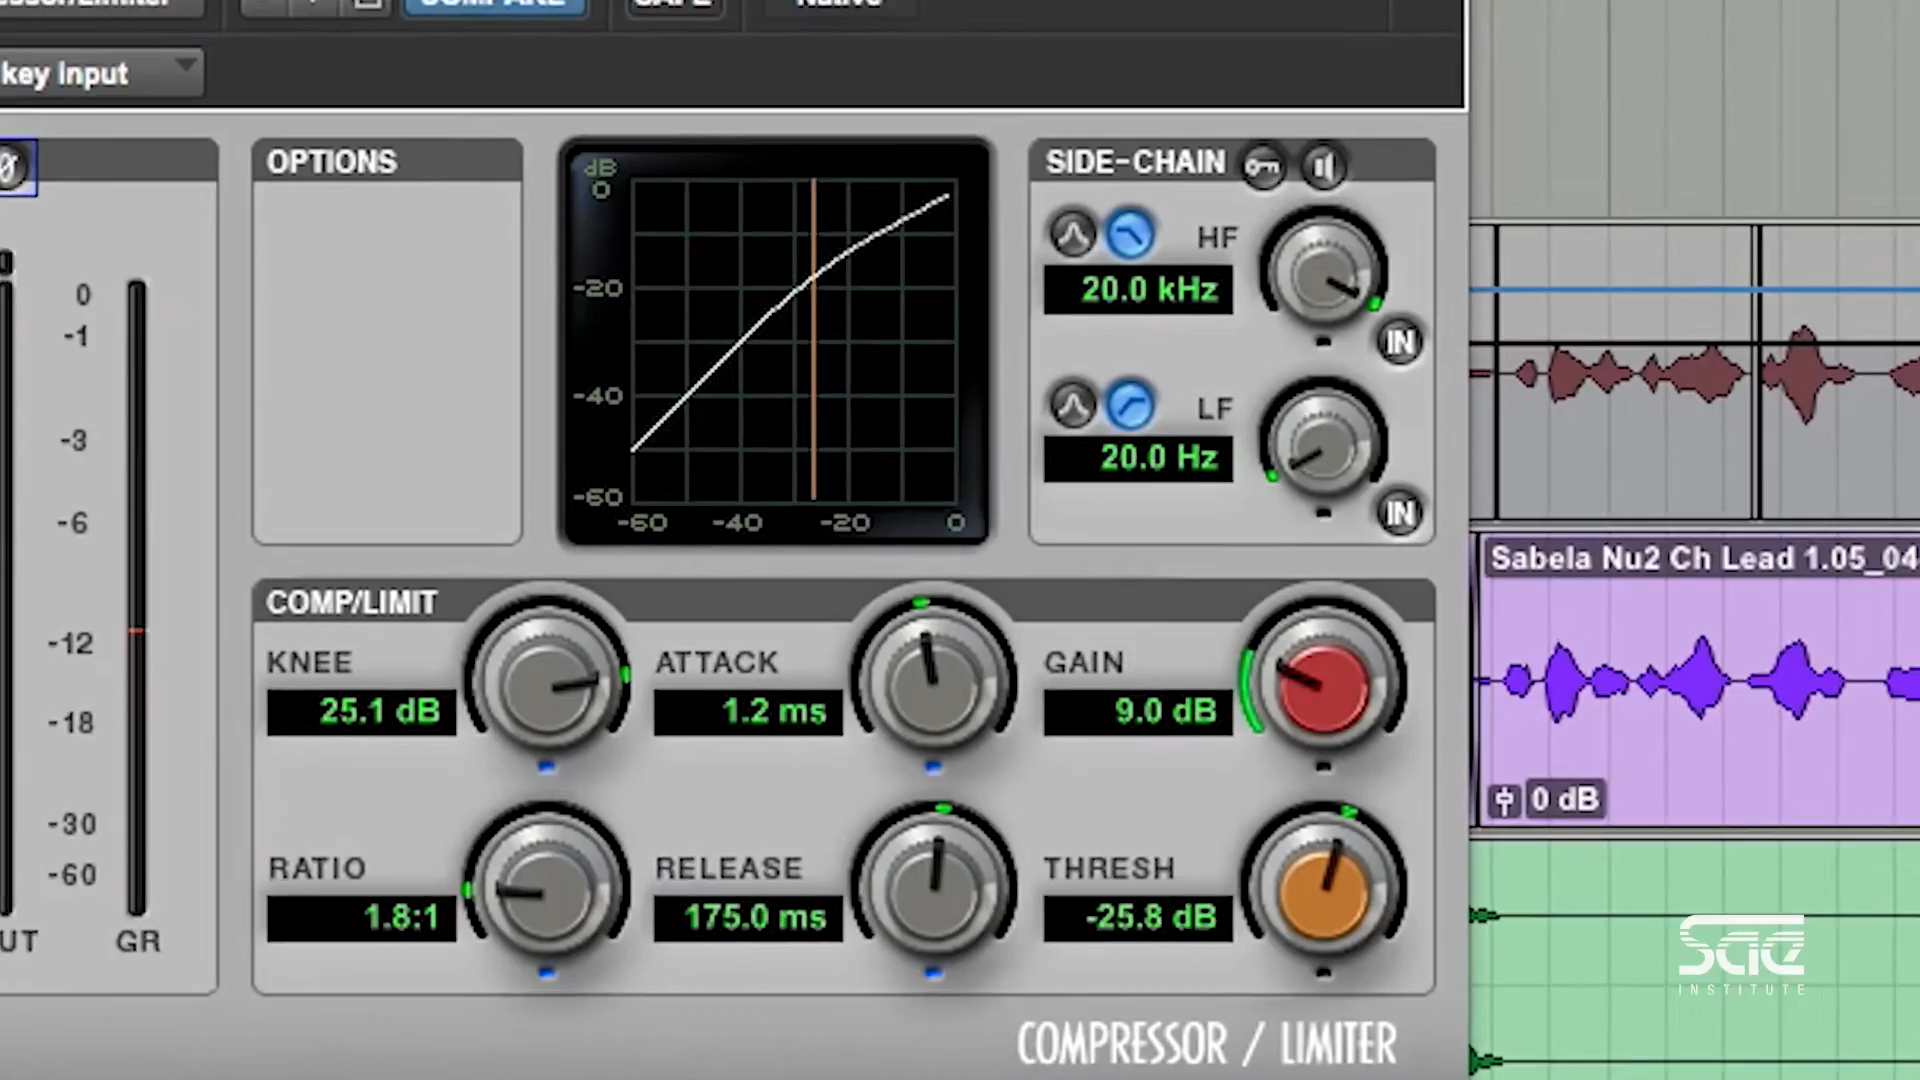 COMPARE
SAFE
Native
key input
OPTIONS
dB
0
-20
-40
-60
-60 -40 -20 0
SIDE-CHAIN
HF
20.0 kHz
IN
LF
20.0 Hz
IN
0
-1
-3
-6
-12
-18
-30
-60
GR
COMP/LIMIT
KNEE
25.1 dB
ATTACK
1.2 ms
GAIN
9.0 dB
RATIO
1.8:1
RELEASE
175.0 ms
THRESH
-25.8 dB
COMPRESSOR / LIMITER
Sabela Nu2 Ch Lead 1.05_04
0 dB
sae
INSTITUTE